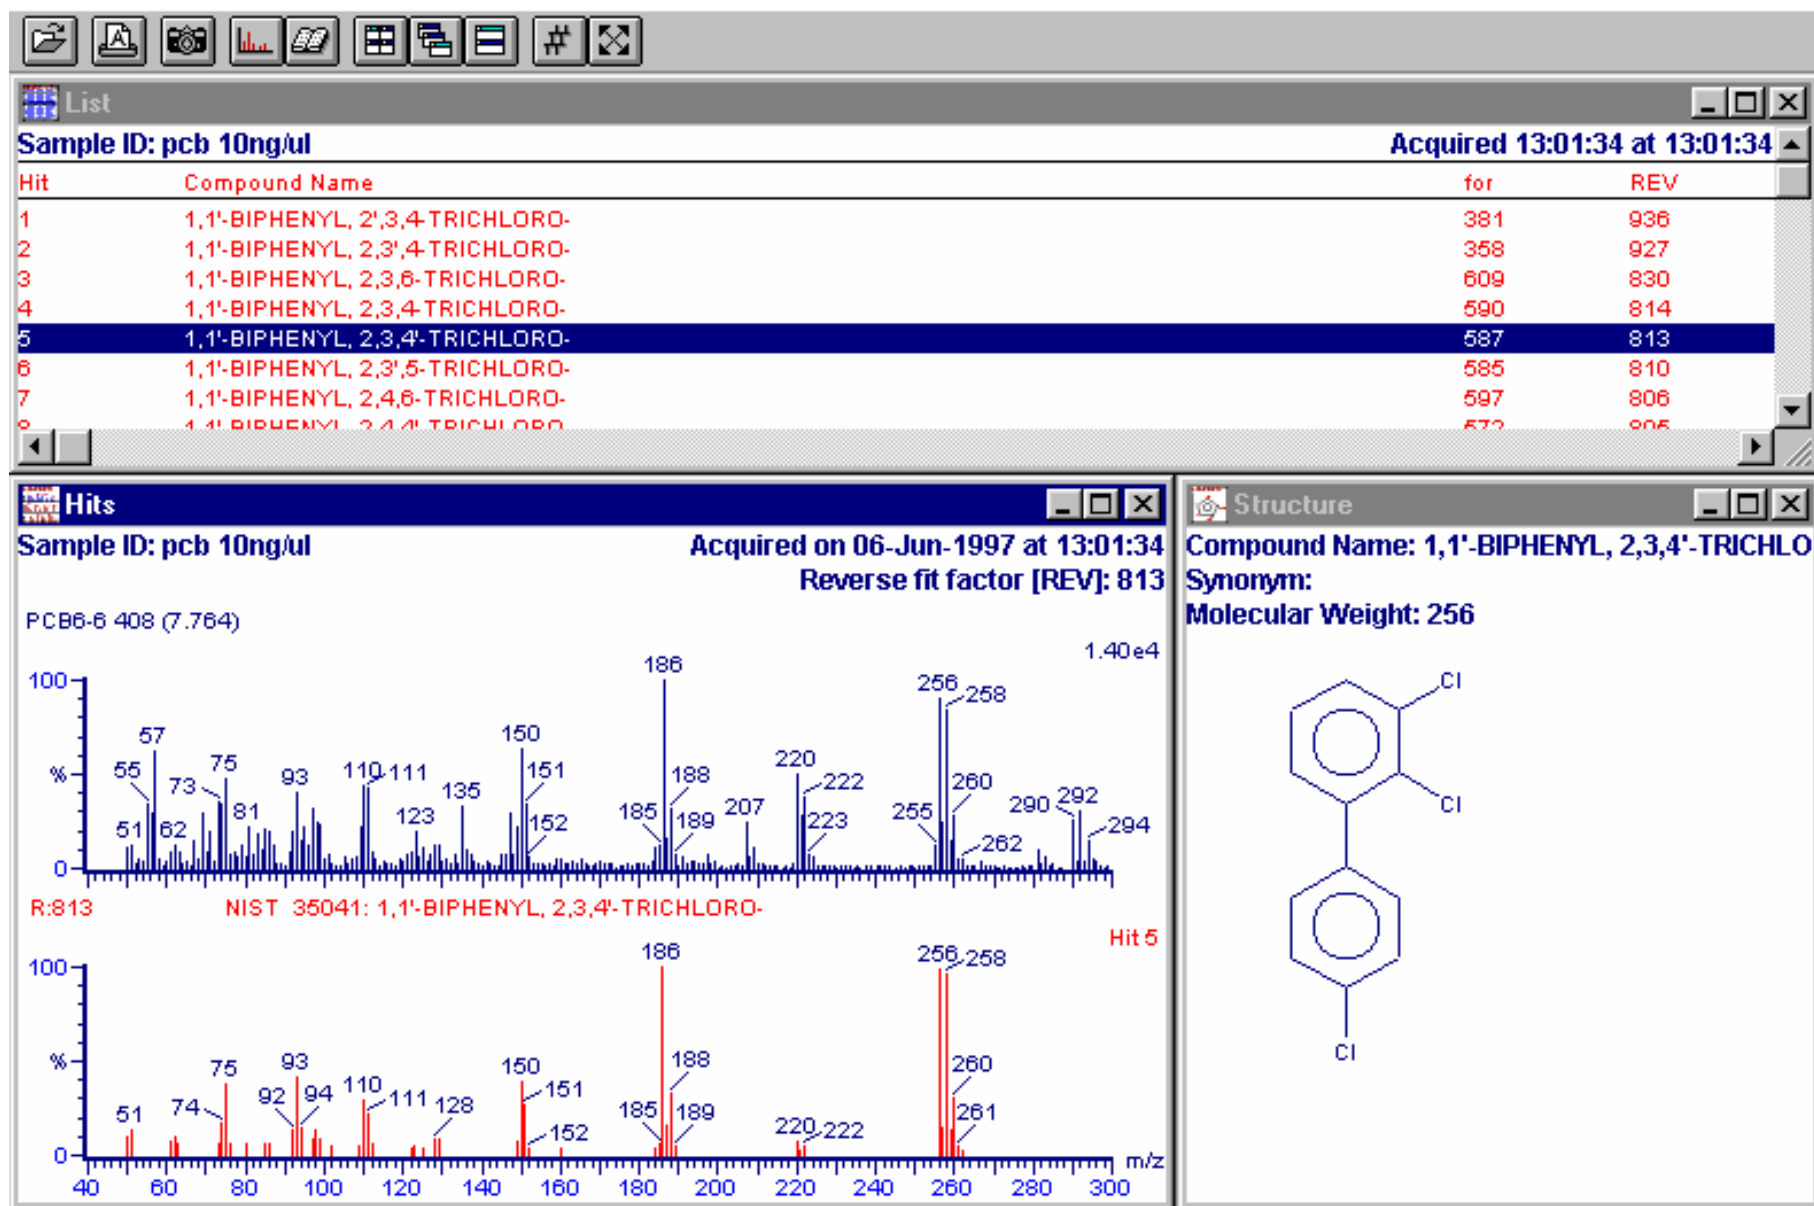 List
Sample ID: pcb 10ng/ul Acquired 13:01:34 at 13:01:34
Hit Compound Name for REV
1 1,1'-BIPHENYL, 2',3,4-TRICHLORO- 381 936
2 1,1'-BIPHENYL, 2,3',4-TRICHLORO- 358 927
3 1,1'-BIPHENYL, 2,3,6-TRICHLORO- 609 830
4 1,1'-BIPHENYL, 2,3,4-TRICHLORO- 590 814
5 1,1'-BIPHENYL, 2,3,4'-TRICHLORO- 587 813
6 1,1'-BIPHENYL, 2,3',5-TRICHLORO- 585 810
7 1,1'-BIPHENYL, 2,4,6-TRICHLORO- 597 806
Hits
Sample ID: pcb 10ng/ul Acquired on 06-Jun-1997 at 13:01:34
Reverse fit factor [REV]: 813
PCB6-6 408 (7.764)
1.40e4
100
%
0
51 55 57 62 73 75 81 93 110 111 123 135 150 151 152 185 186 188 189 207 220 222 223 255 256 258 260 262 290 292 294
R:813 NIST 35041: 1,1'-BIPHENYL, 2,3,4'-TRICHLORO-
Hit 5
100
%
0
51 74 75 92 93 94 110 111 128 150 151 152 185 186 188 189 220 222 256 258 260 261
m/z
40 60 80 100 120 140 160 180 200 220 240 260 280 300
Structure
Compound Name: 1,1'-BIPHENYL, 2,3,4'-TRICHLO
Synonym:
Molecular Weight: 256
Cl
Cl
Cl